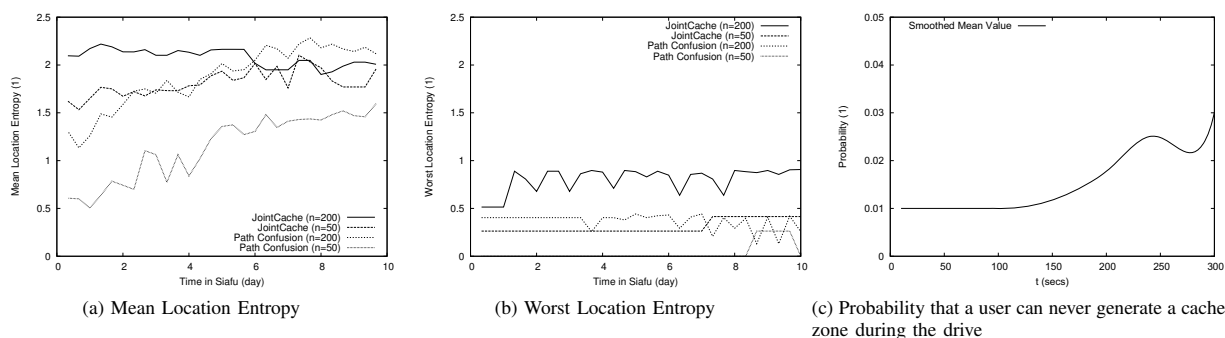 2.5
2
1.5
1
0.5
0
0
2
4
6
8
10
Mean Location Entropy (1)
Time in Siafu (day)
JointCache (n=200)
JointCache (n=50)
Path Confusion (n=200)
Path Confusion (n=50)
(a) Mean Location Entropy
2.5
2
1.5
1
0.5
0
0
2
4
6
8
10
Worst Location Entropy (1)
Time in Siafu (day)
JointCache (n=200)
JointCache (n=50)
Path Confusion (n=200)
Path Confusion (n=50)
(b) Worst Location Entropy
0.05
0.04
0.03
0.02
0.01
0
0
50
100
150
200
250
300
Probability (1)
t (secs)
Smoothed Mean Value
(c) Probability that a user can never generate a cache
zone during the drive